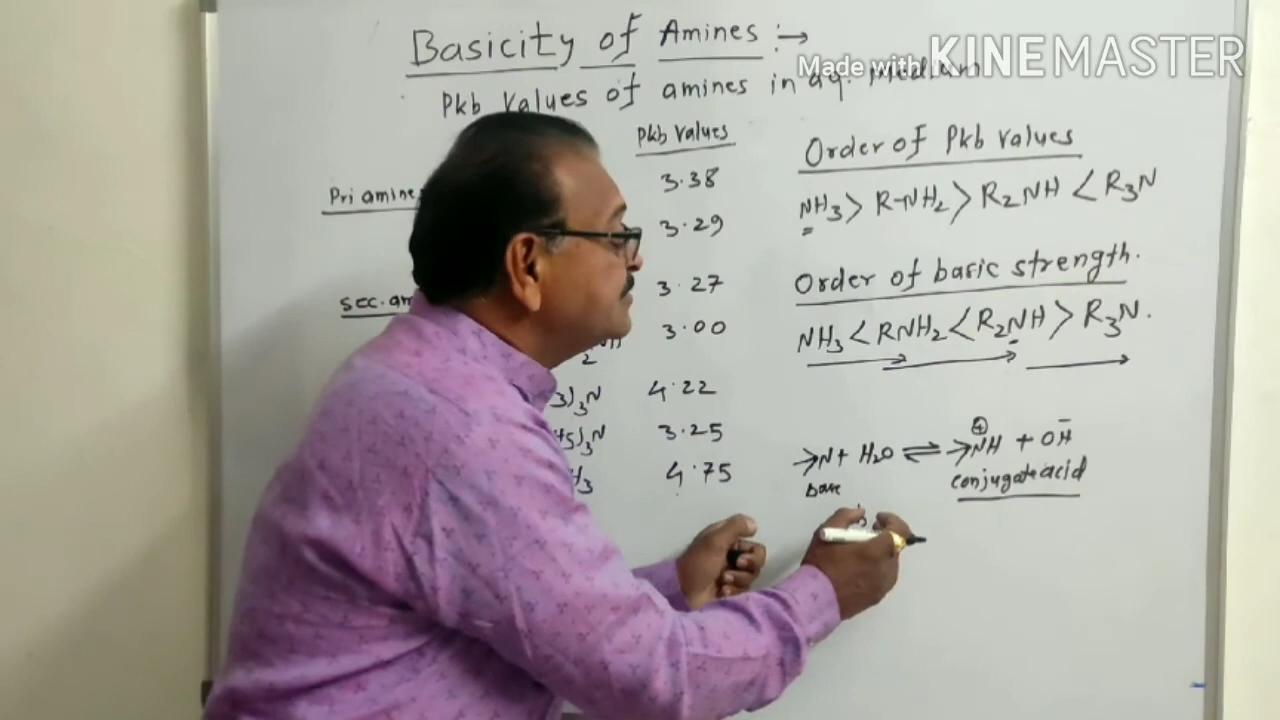 Basicity of Amines :→
Made with KINEMASTER
Pkb Values of amines in aq. medium
Pkb Values
Pri amine
3.38
3.29
sec. am
3.27
3.00
3)3N 4.22
H5)3N 3.25
H3 4.75
Order of Pkb values
NH3 > R-NH2 > R2NH < R3N
Order of basic strength.
NH3 < RNH2 < R2NH > R3N.
N + H2O ⇌ NH⊕ + OH̄
base
conjugate acid